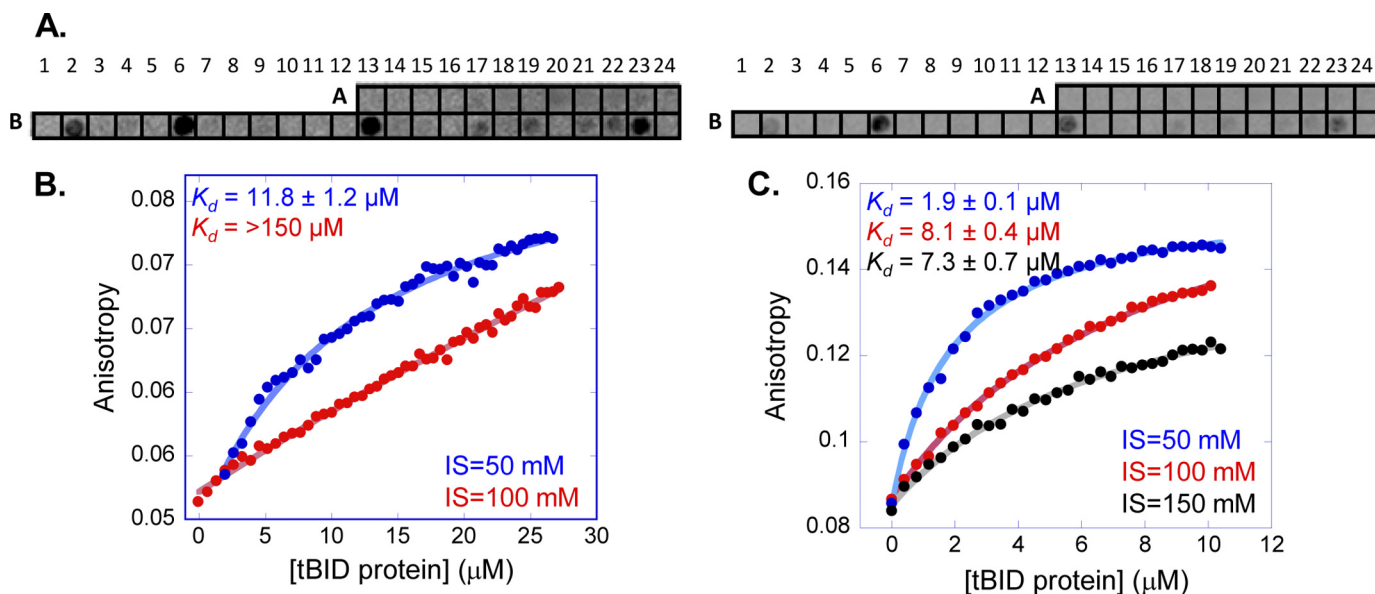 A.
1 2 3 4 5 6 7 8 9 10 11 12 13 14 15 16 17 18 19 20 21 22 23 24
A
B
1 2 3 4 5 6 7 8 9 10 11 12 13 14 15 16 17 18 19 20 21 22 23 24
A
B
B.
Anisotropy
0.08
0.07
0.07
0.06
0.06
0.05
K_d = 11.8 ± 1.2 µM
K_d = >150 µM
IS=50 mM
IS=100 mM
0 5 10 15 20 25 30
[tBID protein] (µM)
C.
Anisotropy
0.16
0.14
0.12
0.1
0.08
K_d = 1.9 ± 0.1 µM
K_d = 8.1 ± 0.4 µM
K_d = 7.3 ± 0.7 µM
IS=50 mM
IS=100 mM
IS=150 mM
0 2 4 6 8 10 12
[tBID protein] (µM)